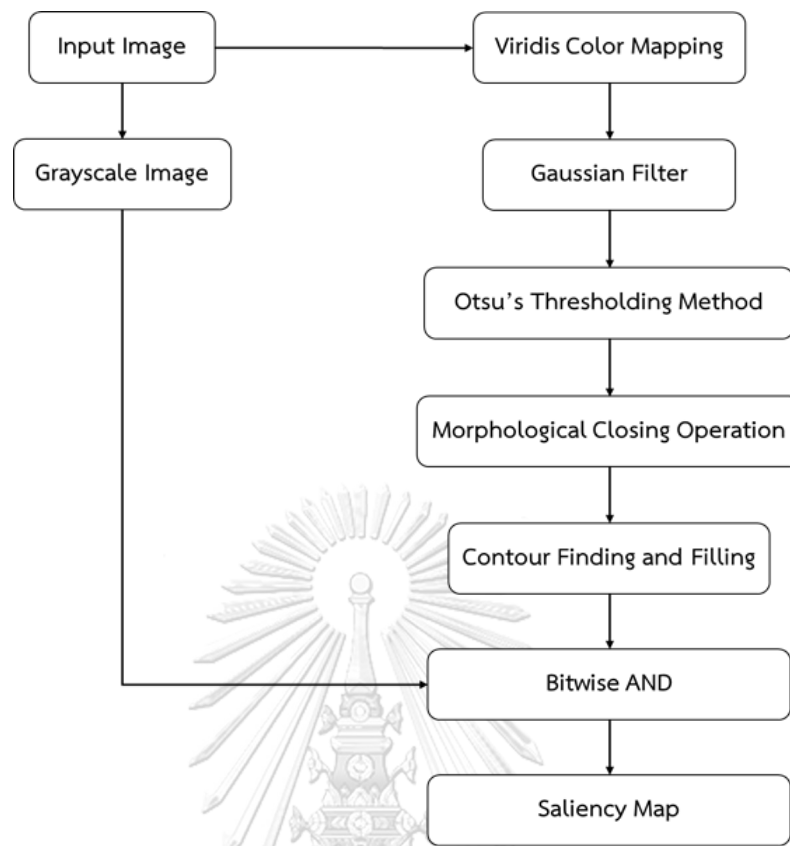 Input Image
Viridis Color Mapping
Grayscale Image
Gaussian Filter
Otsu's Thresholding Method
Morphological Closing Operation
Contour Finding and Filling
Bitwise AND
Saliency Map